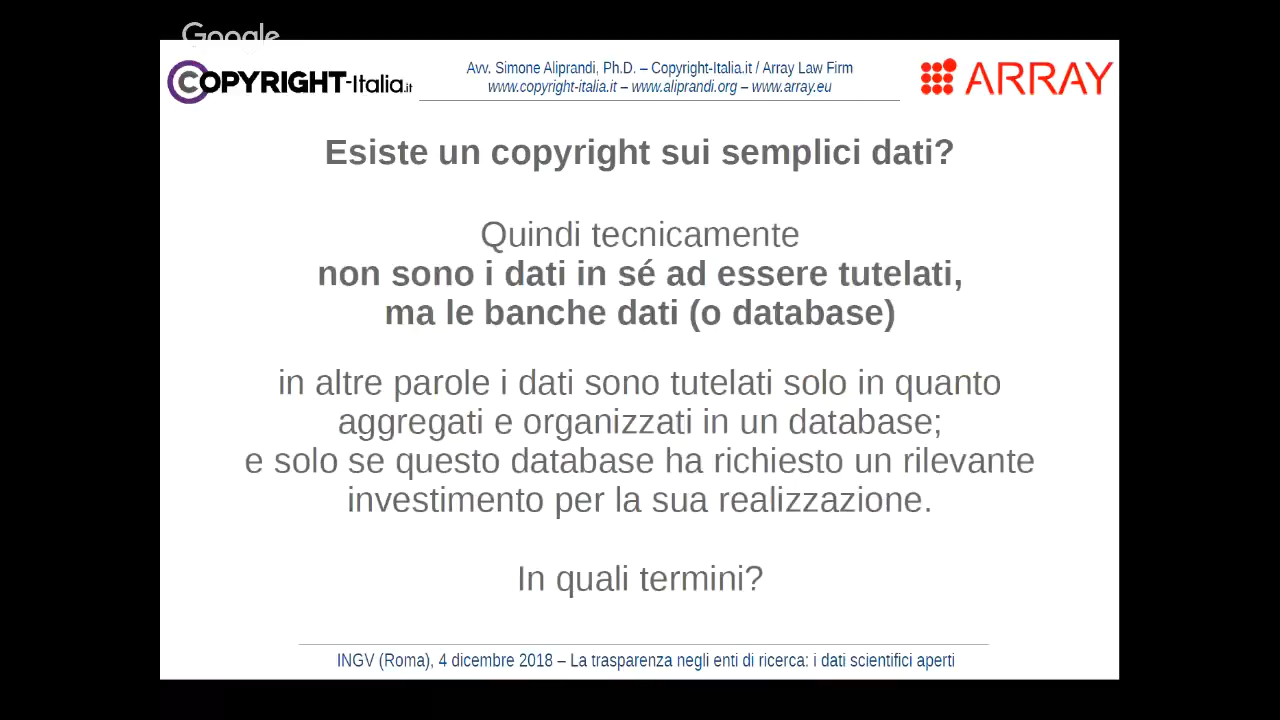 Google
COPYRIGHT-Italia.it
Avv. Simone Aliprandi, Ph.D. – Copyright-Italia.it / Array Law Firm
www.copyright-italia.it – www.aliprandi.org – www.array.eu
ARRAY
Esiste un copyright sui semplici dati?
Quindi tecnicamente
non sono i dati in sé ad essere tutelati,
ma le banche dati (o database)
in altre parole i dati sono tutelati solo in quanto
aggregati e organizzati in un database;
e solo se questo database ha richiesto un rilevante
investimento per la sua realizzazione.
In quali termini?
INGV (Roma), 4 dicembre 2018 – La trasparenza negli enti di ricerca: i dati scientifici aperti